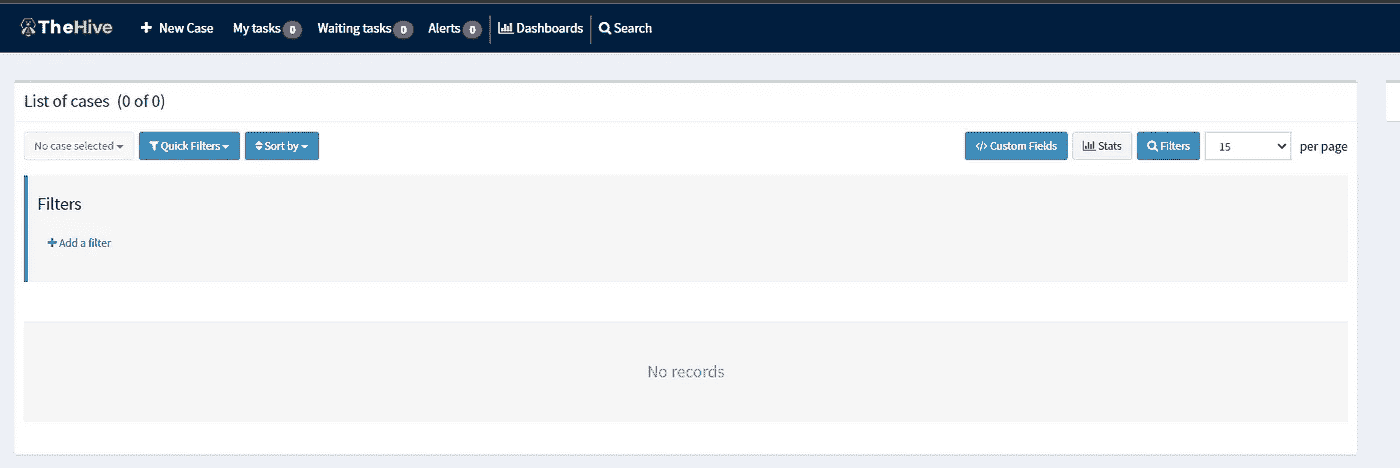 TheHive + New Case My tasks 0 Waiting tasks 0 Alerts 0 Dashboards Search
List of cases (0 of 0)
No case selected Quick Filters Sort by </> Custom Fields Stats Filters 15 per page
Filters
+ Add a filter
No records